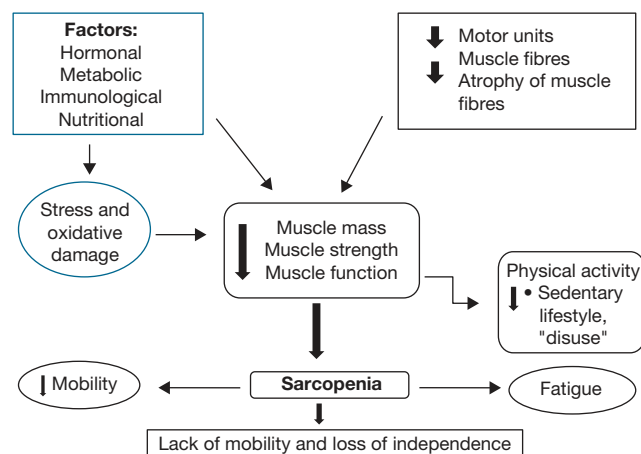 Factors:
Hormonal
Metabolic
Immunological
Nutritional
Motor units
Muscle fibres
Atrophy of muscle
fibres
Stress and
oxidative
damage
Muscle mass
Muscle strength
Muscle function
Physical activity
• Sedentary
lifestyle,
"disuse"
Mobility
Sarcopenia
Fatigue
Lack of mobility and loss of independence